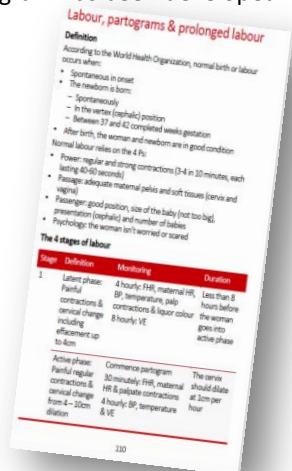 Labour, partograms & prolonged labour
Definition
According to the World Health Organization, normal birth or labour
occurs when:
• Spontaneous in onset
• The newborn is born:
– Spontaneously
– In the vertex (cephalic) position
– Between 37 and 42 completed weeks gestation
• After birth, the woman and newborn are in good condition
Normal labour relies on the 4 Ps:
• Power: regular and strong contractions (3-4 in 10 minutes, each
lasting 40-60 seconds)
• Passage: adequate maternal pelvis and soft tissues (cervix and
vagina)
• Passenger: good position, size of the baby (not too big),
presentation (cephalic) and number of babies
• Psychology: the woman isn't worried or scared
The 4 stages of labour
Stage Definition Monitoring Duration
1 Latent phase: 4 hourly: FHR, maternal HR, Less than 8
Painful BP, temperature, palp hours before
contractions & contractions & liquor colour the woman
cervical change 8 hourly: VE goes into
including active phase
effacement up
to 4cm
Active phase: Commence partogram The cervix
Painful regular 30 minutely: FHR, maternal should dilate
contractions & HR & palpate contractions at 1cm per
cervical change 4 hourly: BP, temperature hour
from 4 – 10cm & VE
dilation
110